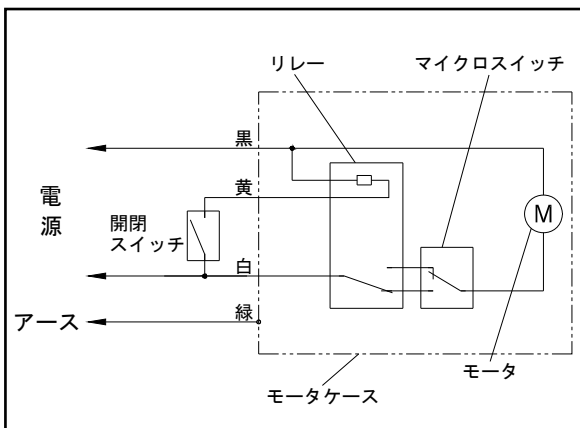 リレー
マイクロスイッチ
黒
黄
電
源
開閉
スイッチ
M
白
アース
緑
モータ
モータケース